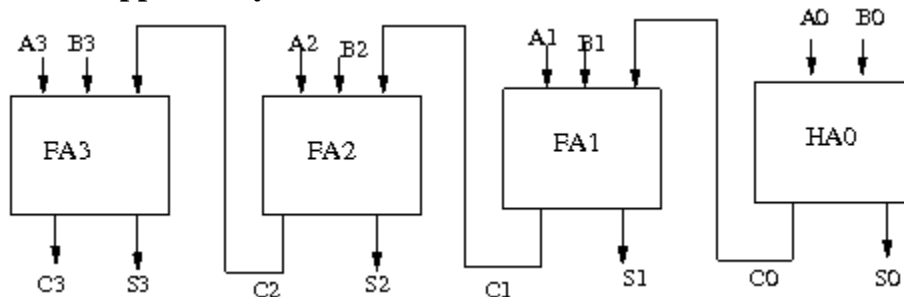 A3 B3 A2 B2 A1 B1 A0 B0
FA3 FA2 FA1 HA0
C3 S3 C2 S2 C1 S1 C0 S0